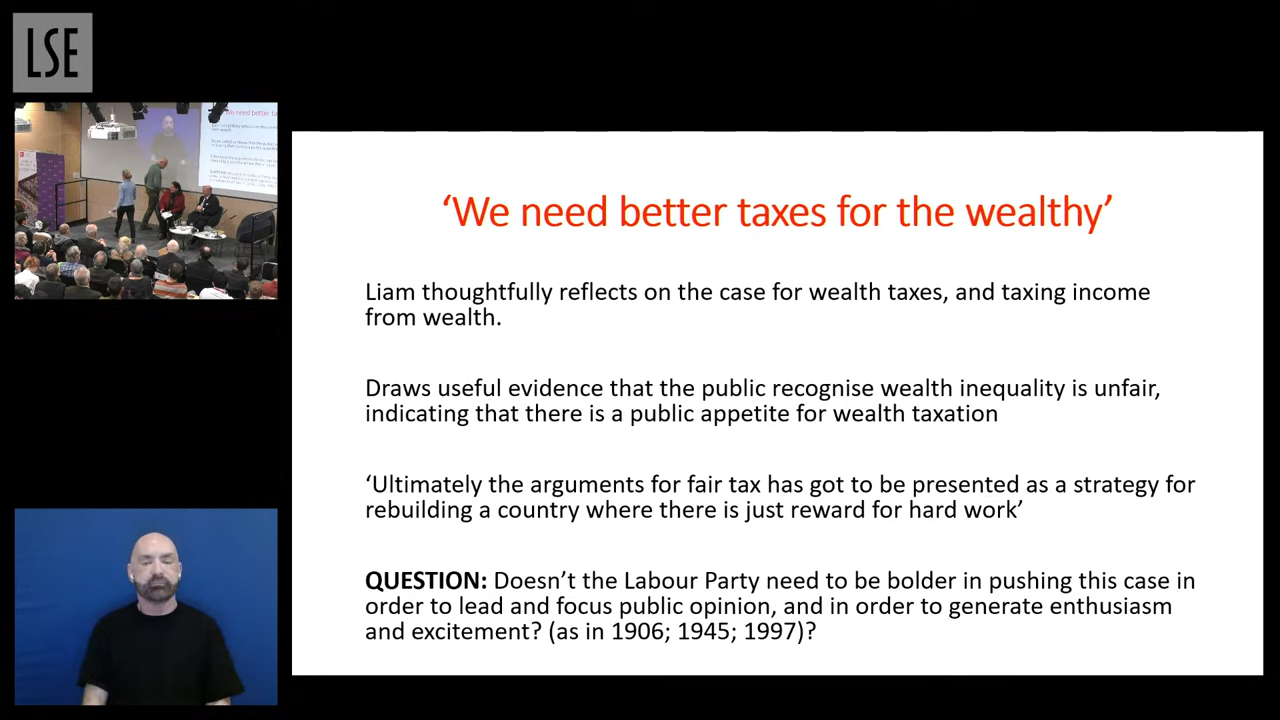 LSE
‘We need better taxes for the wealthy’
Liam thoughtfully reflects on the case for wealth taxes, and taxing income
from wealth.
Draws useful evidence that the public recognise wealth inequality is unfair,
indicating that there is a public appetite for wealth taxation
‘Ultimately the arguments for fair tax has got to be presented as a strategy for
rebuilding a country where there is just reward for hard work’
QUESTION: Doesn’t the Labour Party need to be bolder in pushing this case in
order to lead and focus public opinion, and in order to generate enthusiasm
and excitement? (as in 1906; 1945; 1997)?
We need better ta